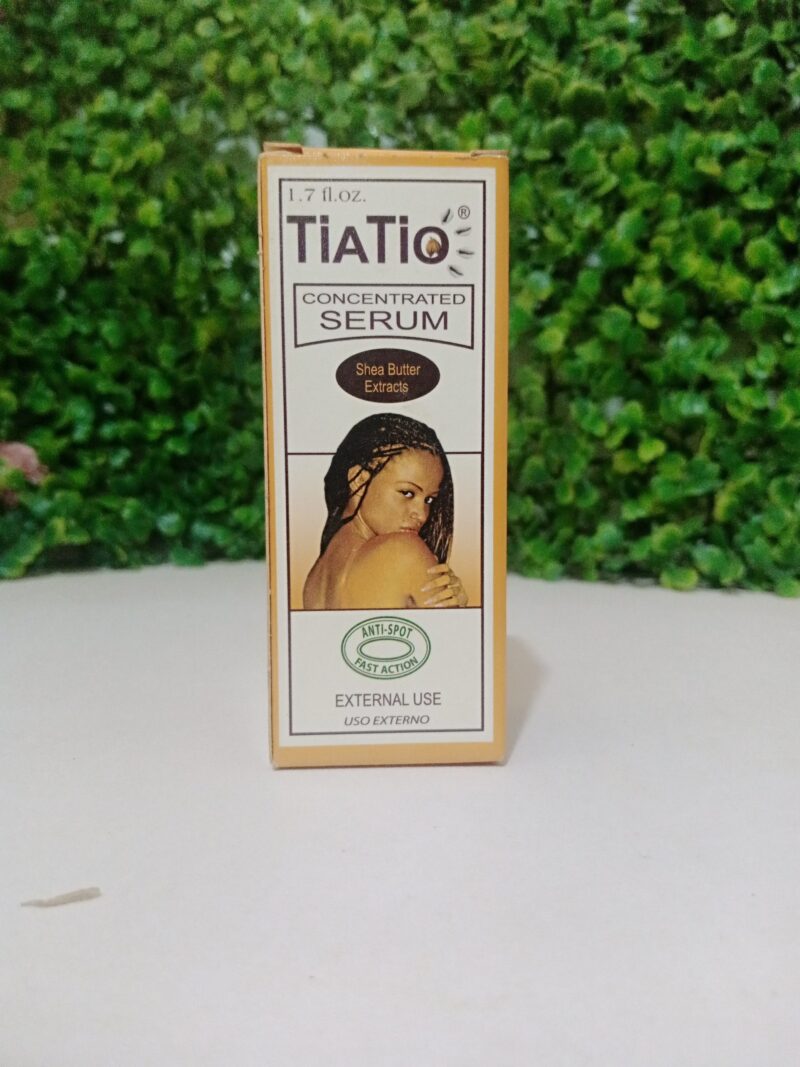 1.7 fl.oz.
TiATiO®
CONCENTRATED
SERUM
Shea Butter
Extracts
ANTI-SPOT
FAST ACTION
EXTERNAL USE
USO EXTERNO